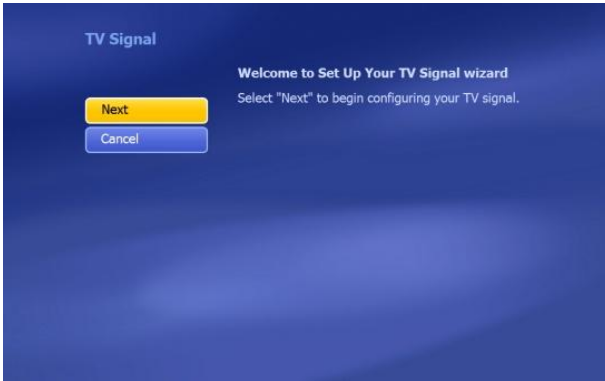 TV Signal
Welcome to Set Up Your TV Signal wizard
Select "Next" to begin configuring your TV signal.
Next
Cancel